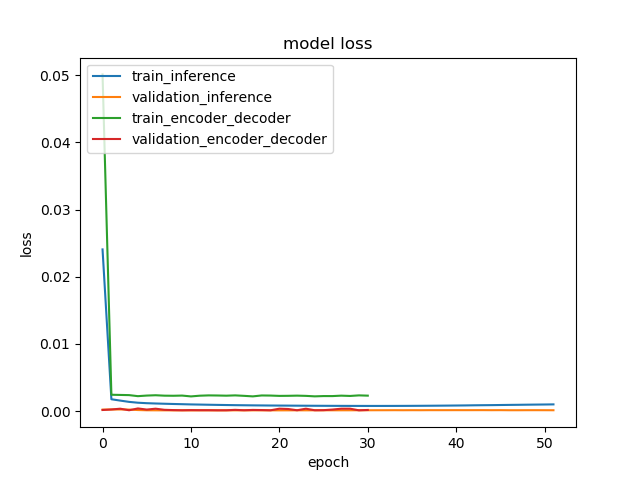 model loss
train_inference
validation_inference
train_encoder_decoder
validation_encoder_decoder
0.05
0.04
0.03
0.02
0.01
0.00
loss
0 10 20 30 40 50
epoch